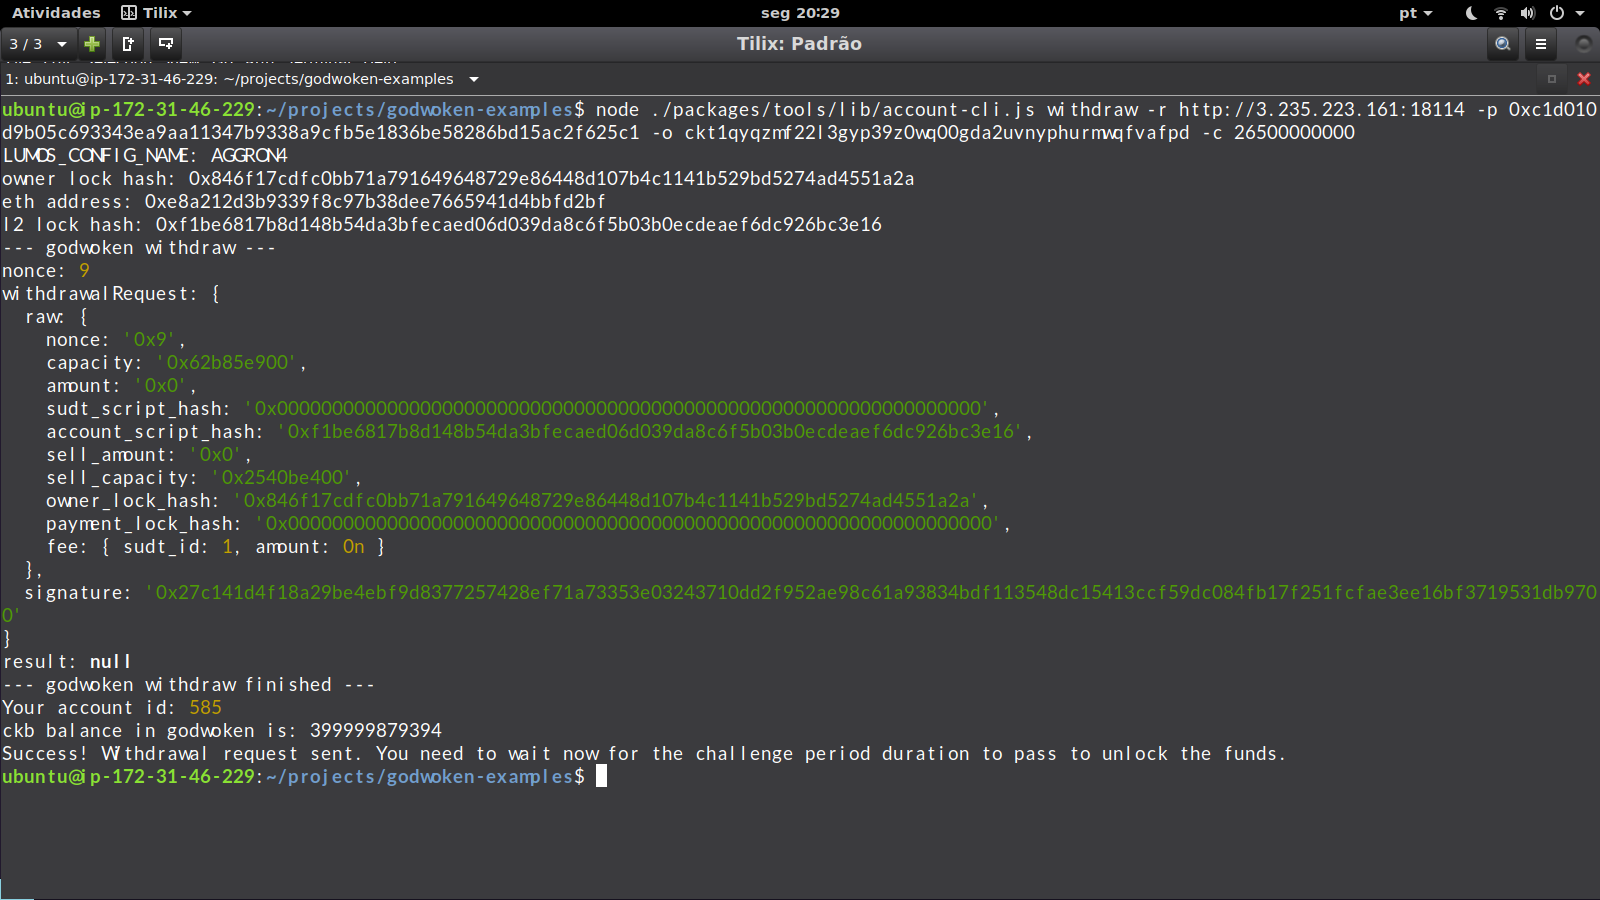 Atividades Tilix seg 20:29 pt
3 / 3 Tilix: Padrão
1: ubuntu@ip-172-31-46-229: ~/projects/godwoken-examples
ubuntu@ip-172-31-46-229:~/projects/godwoken-examples$ node ./packages/tools/lib/account-cli.js withdraw -r http://3.235.223.161:18114 -p 0xc1d010
d9b05c693343ea9aa11347b9338a9cfb5e1836be58286bd15ac2f625c1 -o ckt1qyqzmf22l3gyp39z0wq00gda2uvnyphurmwqfvafpd -c 26500000000
LUMOS_CONFIG_NAME: AGGRON4
owner lock hash: 0x846f17cdfc0bb71a791649648729e86448d107b4c1141b529bd5274ad4551a2a
eth address: 0xe8a212d3b9339f8c97b38dee7665941d4bbfd2bf
l2 lock hash: 0xf1be6817b8d148b54da3bfecaed06d039da8c6f5b03b0ecdeaef6dc926bc3e16
--- godwoken withdraw ---
nonce: 9
withdrawalRequest: {
  raw: {
    nonce: '0x9',
    capacity: '0x62b85e900',
    amount: '0x0',
    sudt_script_hash: '0x0000000000000000000000000000000000000000000000000000000000000000',
    account_script_hash: '0xf1be6817b8d148b54da3bfecaed06d039da8c6f5b03b0ecdeaef6dc926bc3e16',
    sell_amount: '0x0',
    sell_capacity: '0x2540be400',
    owner_lock_hash: '0x846f17cdfc0bb71a791649648729e86448d107b4c1141b529bd5274ad4551a2a',
    payment_lock_hash: '0x0000000000000000000000000000000000000000000000000000000000000000',
    fee: { sudt_id: 1, amount: 0n }
  },
  signature: '0x27c141d4f18a29be4ebf9d8377257428ef71a73353e03243710dd2f952ae98c61a93834bdf113548dc15413ccf59dc084fb17f251fcfae3ee16bf3719531db970
0'
}
result: null
--- godwoken withdraw finished ---
Your account id: 585
ckb balance in godwoken is: 399999879394
Success! Withdrawal request sent. You need to wait now for the challenge period duration to pass to unlock the funds.
ubuntu@ip-172-31-46-229:~/projects/godwoken-examples$